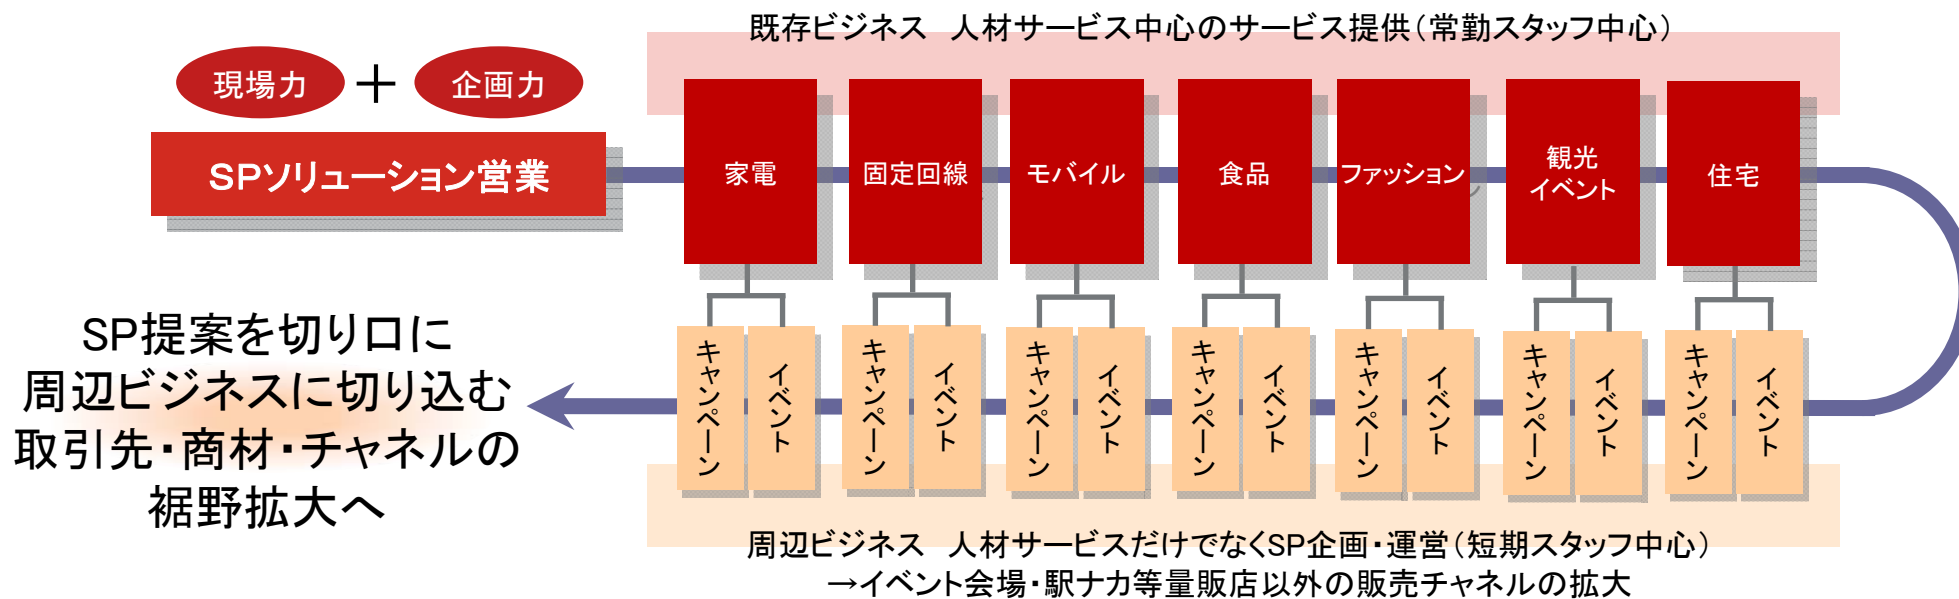 既存ビジネス　人材サービス中心のサービス提供（常勤スタッフ中心）
現場力
＋
企画力
SPソリューション営業
家電
固定回線
モバイル
食品
ファッション
観光
イベント
住宅
キャンペーン
イベント
キャンペーン
イベント
キャンペーン
イベント
キャンペーン
イベント
キャンペーン
イベント
キャンペーン
イベント
キャンペーン
イベント
SP提案を切り口に
周辺ビジネスに切り込む
取引先・商材・チャネルの
裾野拡大へ
周辺ビジネス　人材サービスだけでなくSP企画・運営（短期スタッフ中心）
→イベント会場・駅ナカ等量販店以外の販売チャネルの拡大